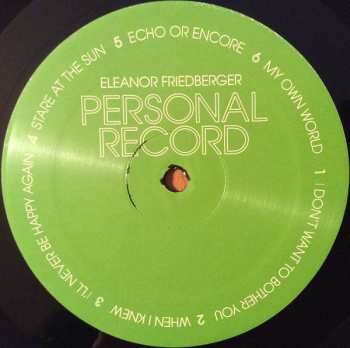 ELEANOR FRIEDBERGER
PERSONAL
RECORD
1 I DON'T WANT TO BOTHER YOU 2 WHEN I KNEW 3 I'LL NEVER BE HAPPY AGAIN 4 STARE AT THE SUN 5 ECHO OR ENCORE 6 MY OWN WORLD